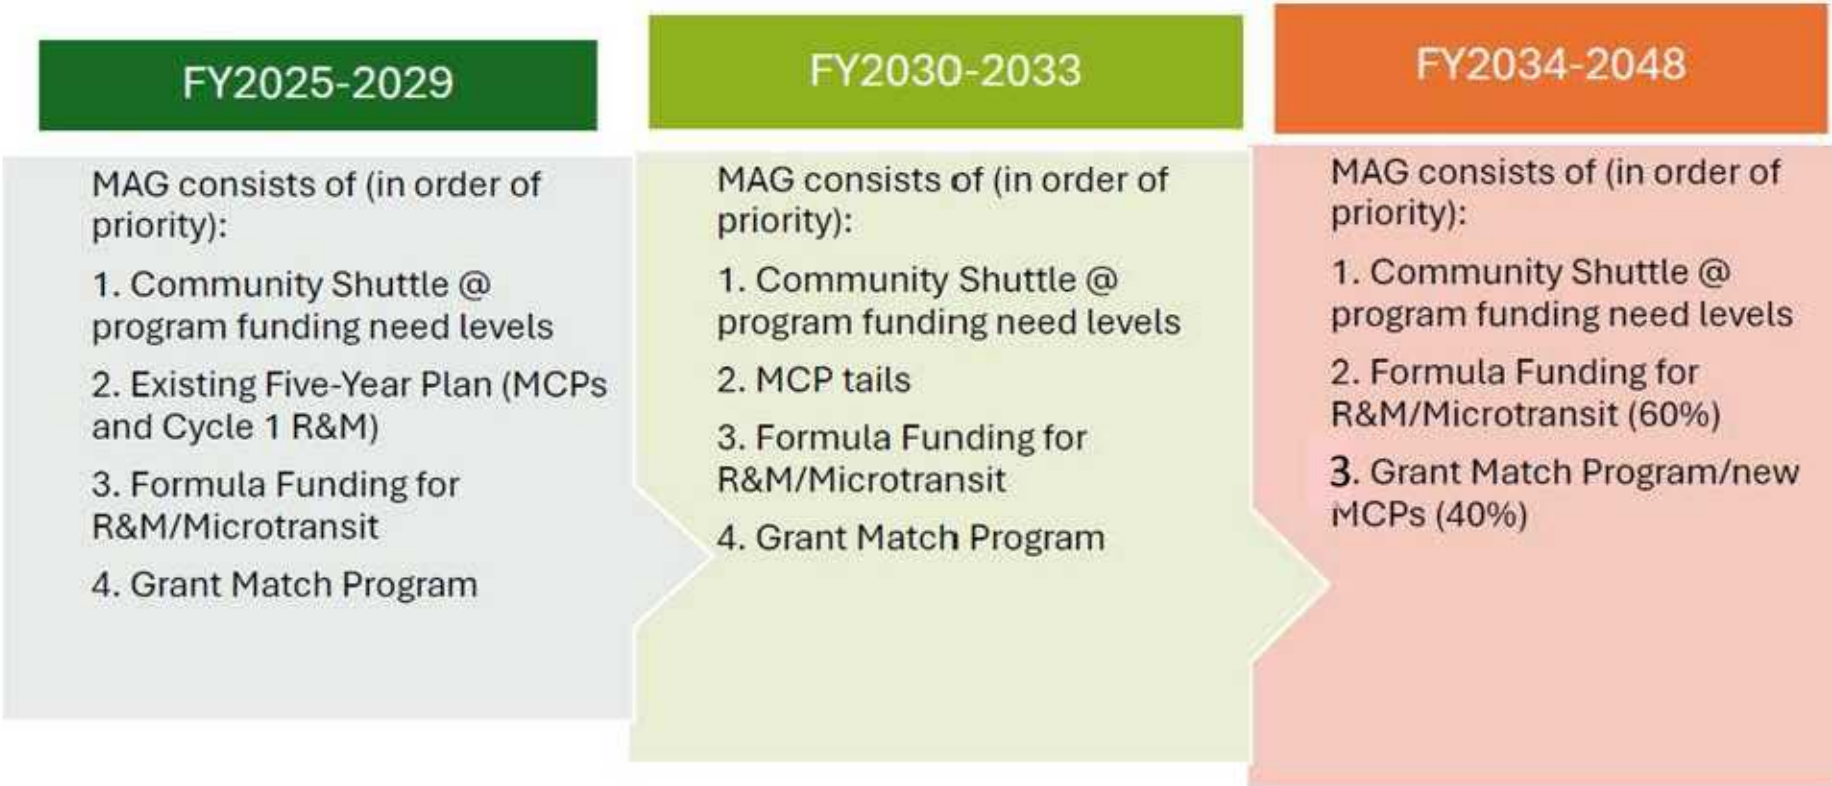 FY2025-2029
MAG consists of (in order of
priority):
1. Community Shuttle @
program funding need levels
2. Existing Five-Year Plan (MCPs
and Cycle 1 R&M)
3. Formula Funding for
R&M/Microtransit
4. Grant Match Program
FY2030-2033
MAG consists of (in order of
priority):
1. Community Shuttle @
program funding need levels
2. MCP tails
3. Formula Funding for
R&M/Microtransit
4. Grant Match Program
FY2034-2048
MAG consists of (in order of
priority):
1. Community Shuttle @
program funding need levels
2. Formula Funding for
R&M/Microtransit (60%)
3. Grant Match Program/new
MCPs (40%)